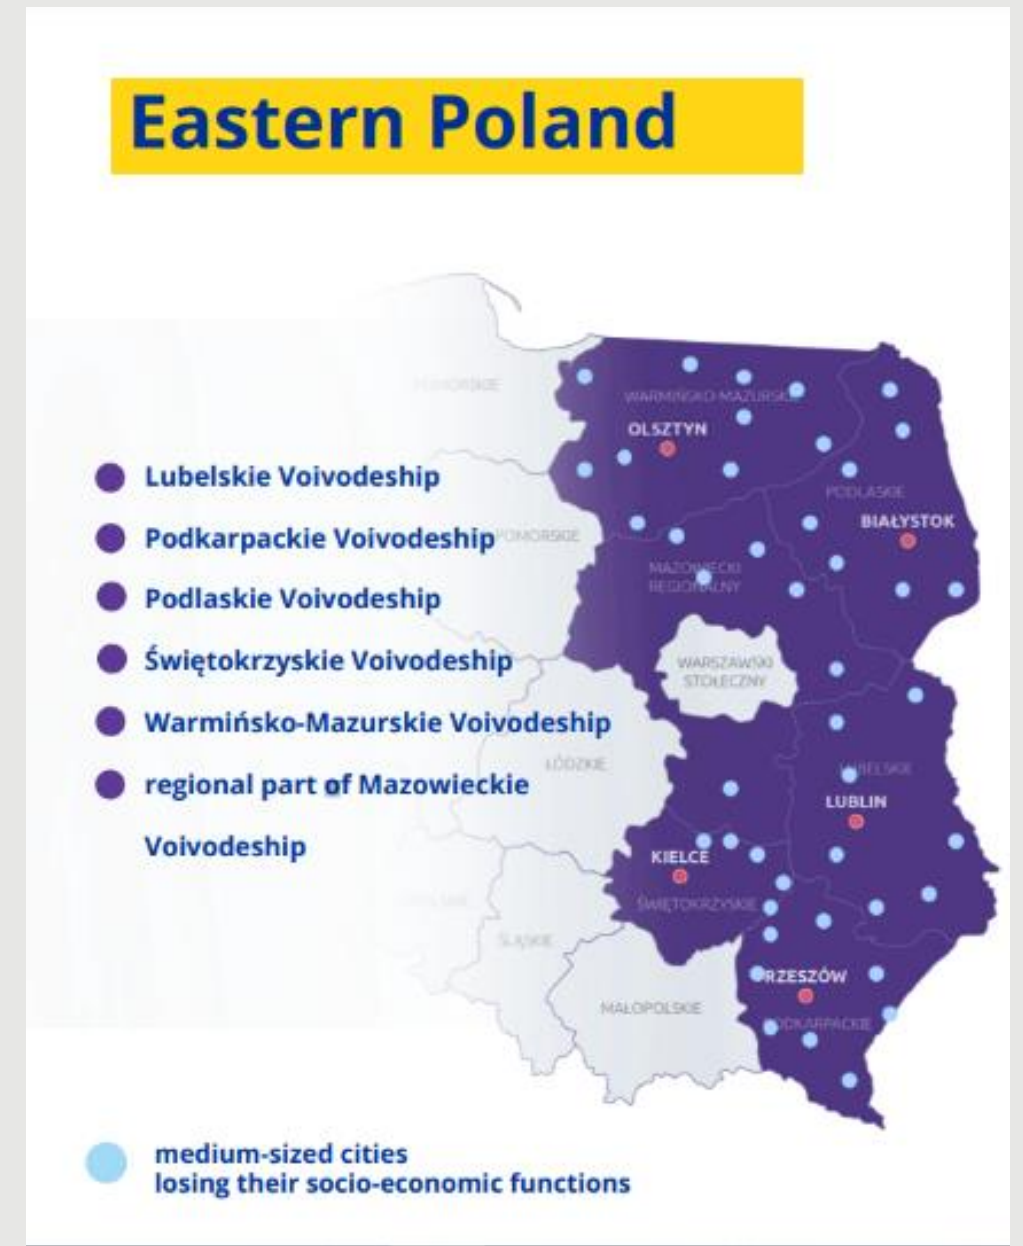 Eastern Poland
POMORSKIE
WARMIŃSKO-MAZURSKIE
OLSZTYN
Lubelskie Voivodeship
PODLASKIE
BIAŁYSTOK
Podkarpackie Voivodeship
POMORSKIE
MAZOWIECKI
REGIONALNY
Podlaskie Voivodeship
Świętokrzyskie Voivodeship
WARSZAWSKI
STOŁECZNY
Warmińsko-Mazurskie Voivodeship
ŁÓDZKIE
LUBELSKIE
regional part of Mazowieckie
Voivodeship
LUBLIN
KIELCE
ŚWIĘTOKRZYSKIE
ŚLĄSKIE
RZESZÓW
MAŁOPOLSKIE
PODKARPACKIE
medium-sized cities
losing their socio-economic functions